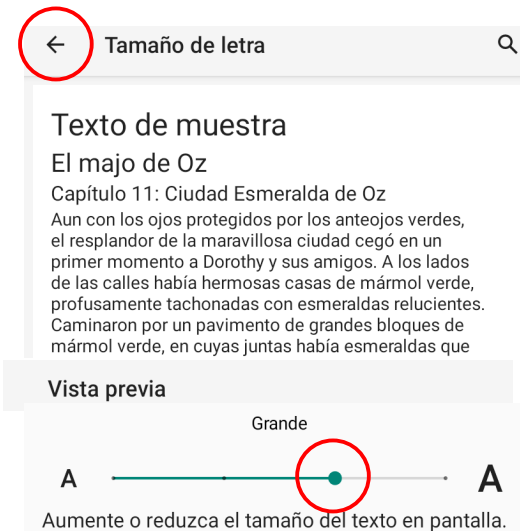 Tamaño de letra
Texto de muestra
El majo de Oz
Capítulo 11: Ciudad Esmeralda de Oz
Aun con los ojos protegidos por los anteojos verdes,
el resplandor de la maravillosa ciudad cegó en un
primer momento a Dorothy y sus amigos. A los lados
de las calles había hermosas casas de mármol verde,
profusamente tachonadas con esmeraldas relucientes.
Caminaron por un pavimento de grandes bloques de
mármol verde, en cuyas juntas había esmeraldas que
Vista previa
Grande
A A
Aumente o reduzca el tamaño del texto en pantalla.